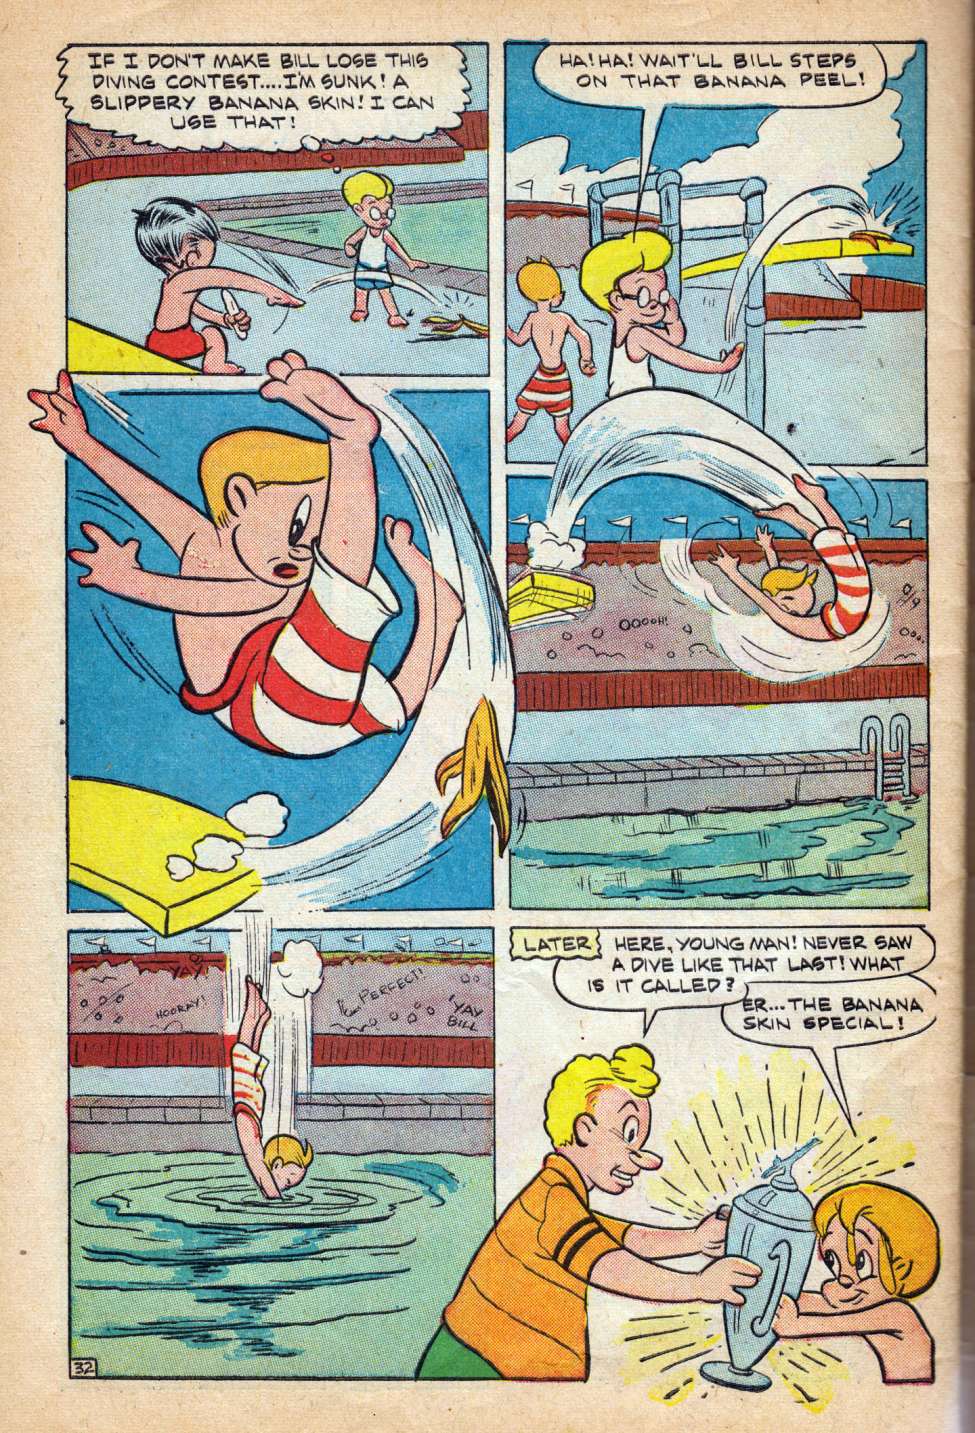 IF I DON'T MAKE BILL LOSE THIS
DIVING CONTEST....I'M SUNK! A
SLIPPERY BANANA SKIN! I CAN
USE THAT!
HA! HA! WAIT'LL BILL STEPS
ON THAT BANANA PEEL!
OOOOH!
OOO..
YAY!
HOORAY!
PERFECT!
YAY
BILL
LATER
HERE, YOUNG MAN! NEVER SAW
A DIVE LIKE THAT LAST! WHAT
IS IT CALLED?
ER...THE BANANA
SKIN SPECIAL!
32